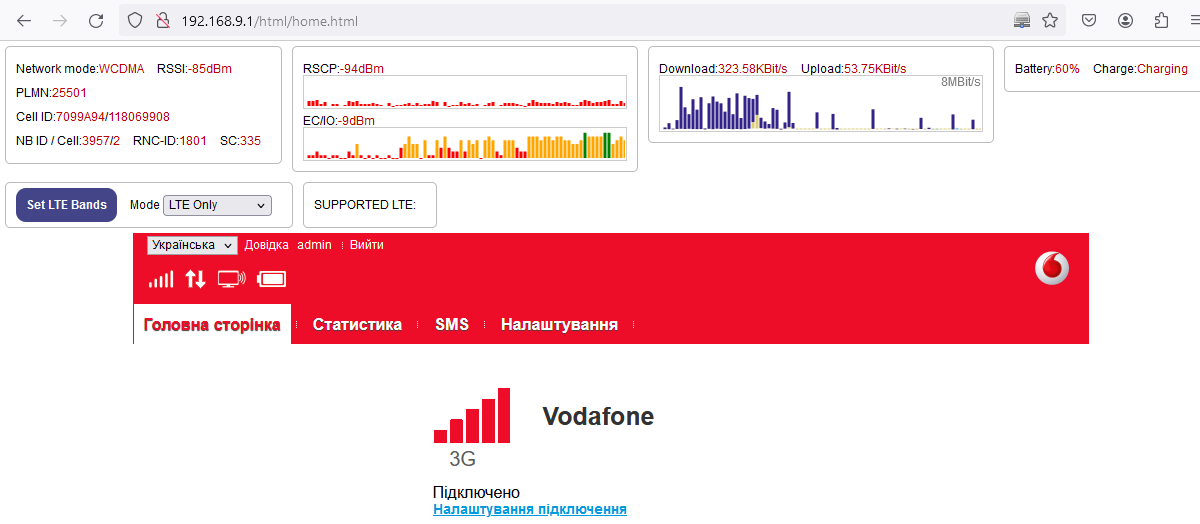 192.168.9.1/html/home.html
Network mode:WCDMA RSSI:-85dBm
PLMN:25501
Cell ID:7099A94/118069908
NB ID / Cell:3957/2 RNC-ID:1801 SC:335
RSCP:-94dBm
EC/IO:-9dBm
Download:323.58KBit/s Upload:53.75KBit/s
8MBit/s
Battery:60% Charge:Charging
Set LTE Bands Mode LTE Only
SUPPORTED LTE:
Українська Довідка admin Вийти
Головна сторінка Статистика SMS Налаштування
Vodafone
3G
Підключено
Налаштування підключення